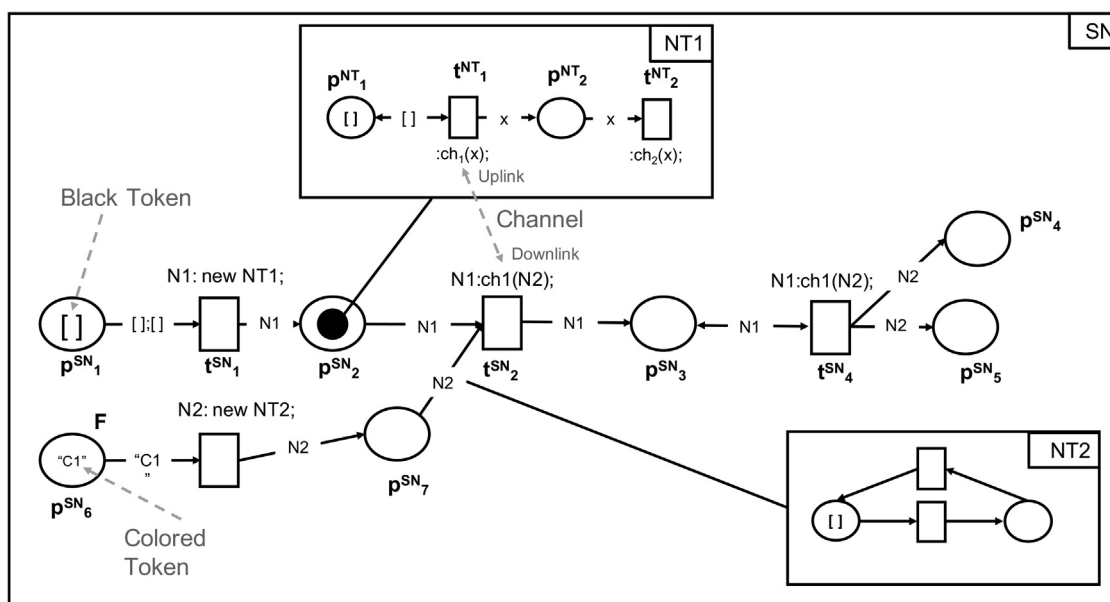 SN
NT1
p^NT_1
t^NT_1
p^NT_2
t^NT_2
[ ]
[ ]
x
x
:ch₁(x);
:ch₂(x);
Uplink
Channel
Downlink
Black Token
N1: new NT1;
N1:ch1(N2);
N1:ch1(N2);
p^SN_4
N2
[ ]
[ ];[ ]
N1
N1
N1
N1
N2
p^SN_1
t^SN_1
p^SN_2
t^SN_2
p^SN_3
t^SN_4
p^SN_5
N2
F
N2: new NT2;
"C1"
"C1
"
N2
p^SN_6
p^SN_7
Colored
Token
NT2
[ ]